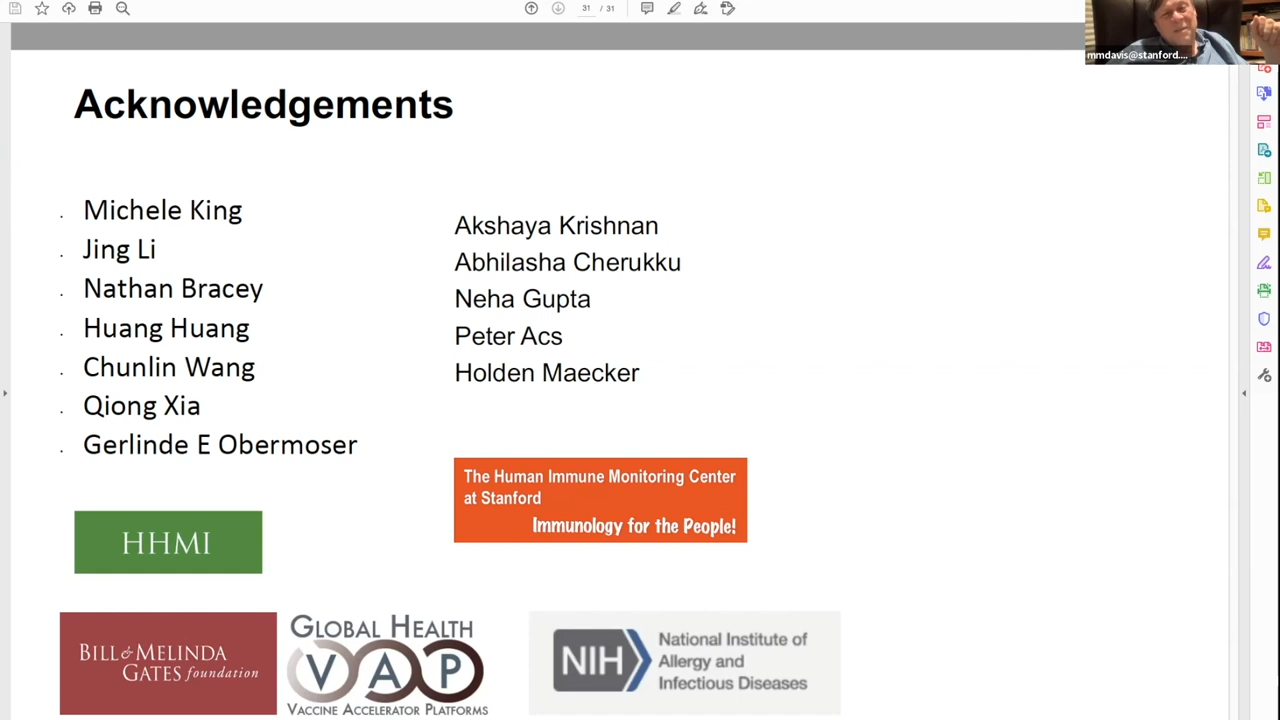 31 / 31
mmdavis@stanford....
Acknowledgements
. Michele King
. Jing Li
. Nathan Bracey
. Huang Huang
. Chunlin Wang
. Qiong Xia
. Gerlinde E Obermoser
Akshaya Krishnan
Abhilasha Cherukku
Neha Gupta
Peter Acs
Holden Maecker
The Human Immune Monitoring Center
at Stanford
Immunology for the People!
HHMI
BILL & MELINDA
GATES foundation
GLOBAL HEALTH
VAP
VACCINE ACCELERATOR PLATFORMS
NIH
National Institute of
Allergy and
Infectious Diseases